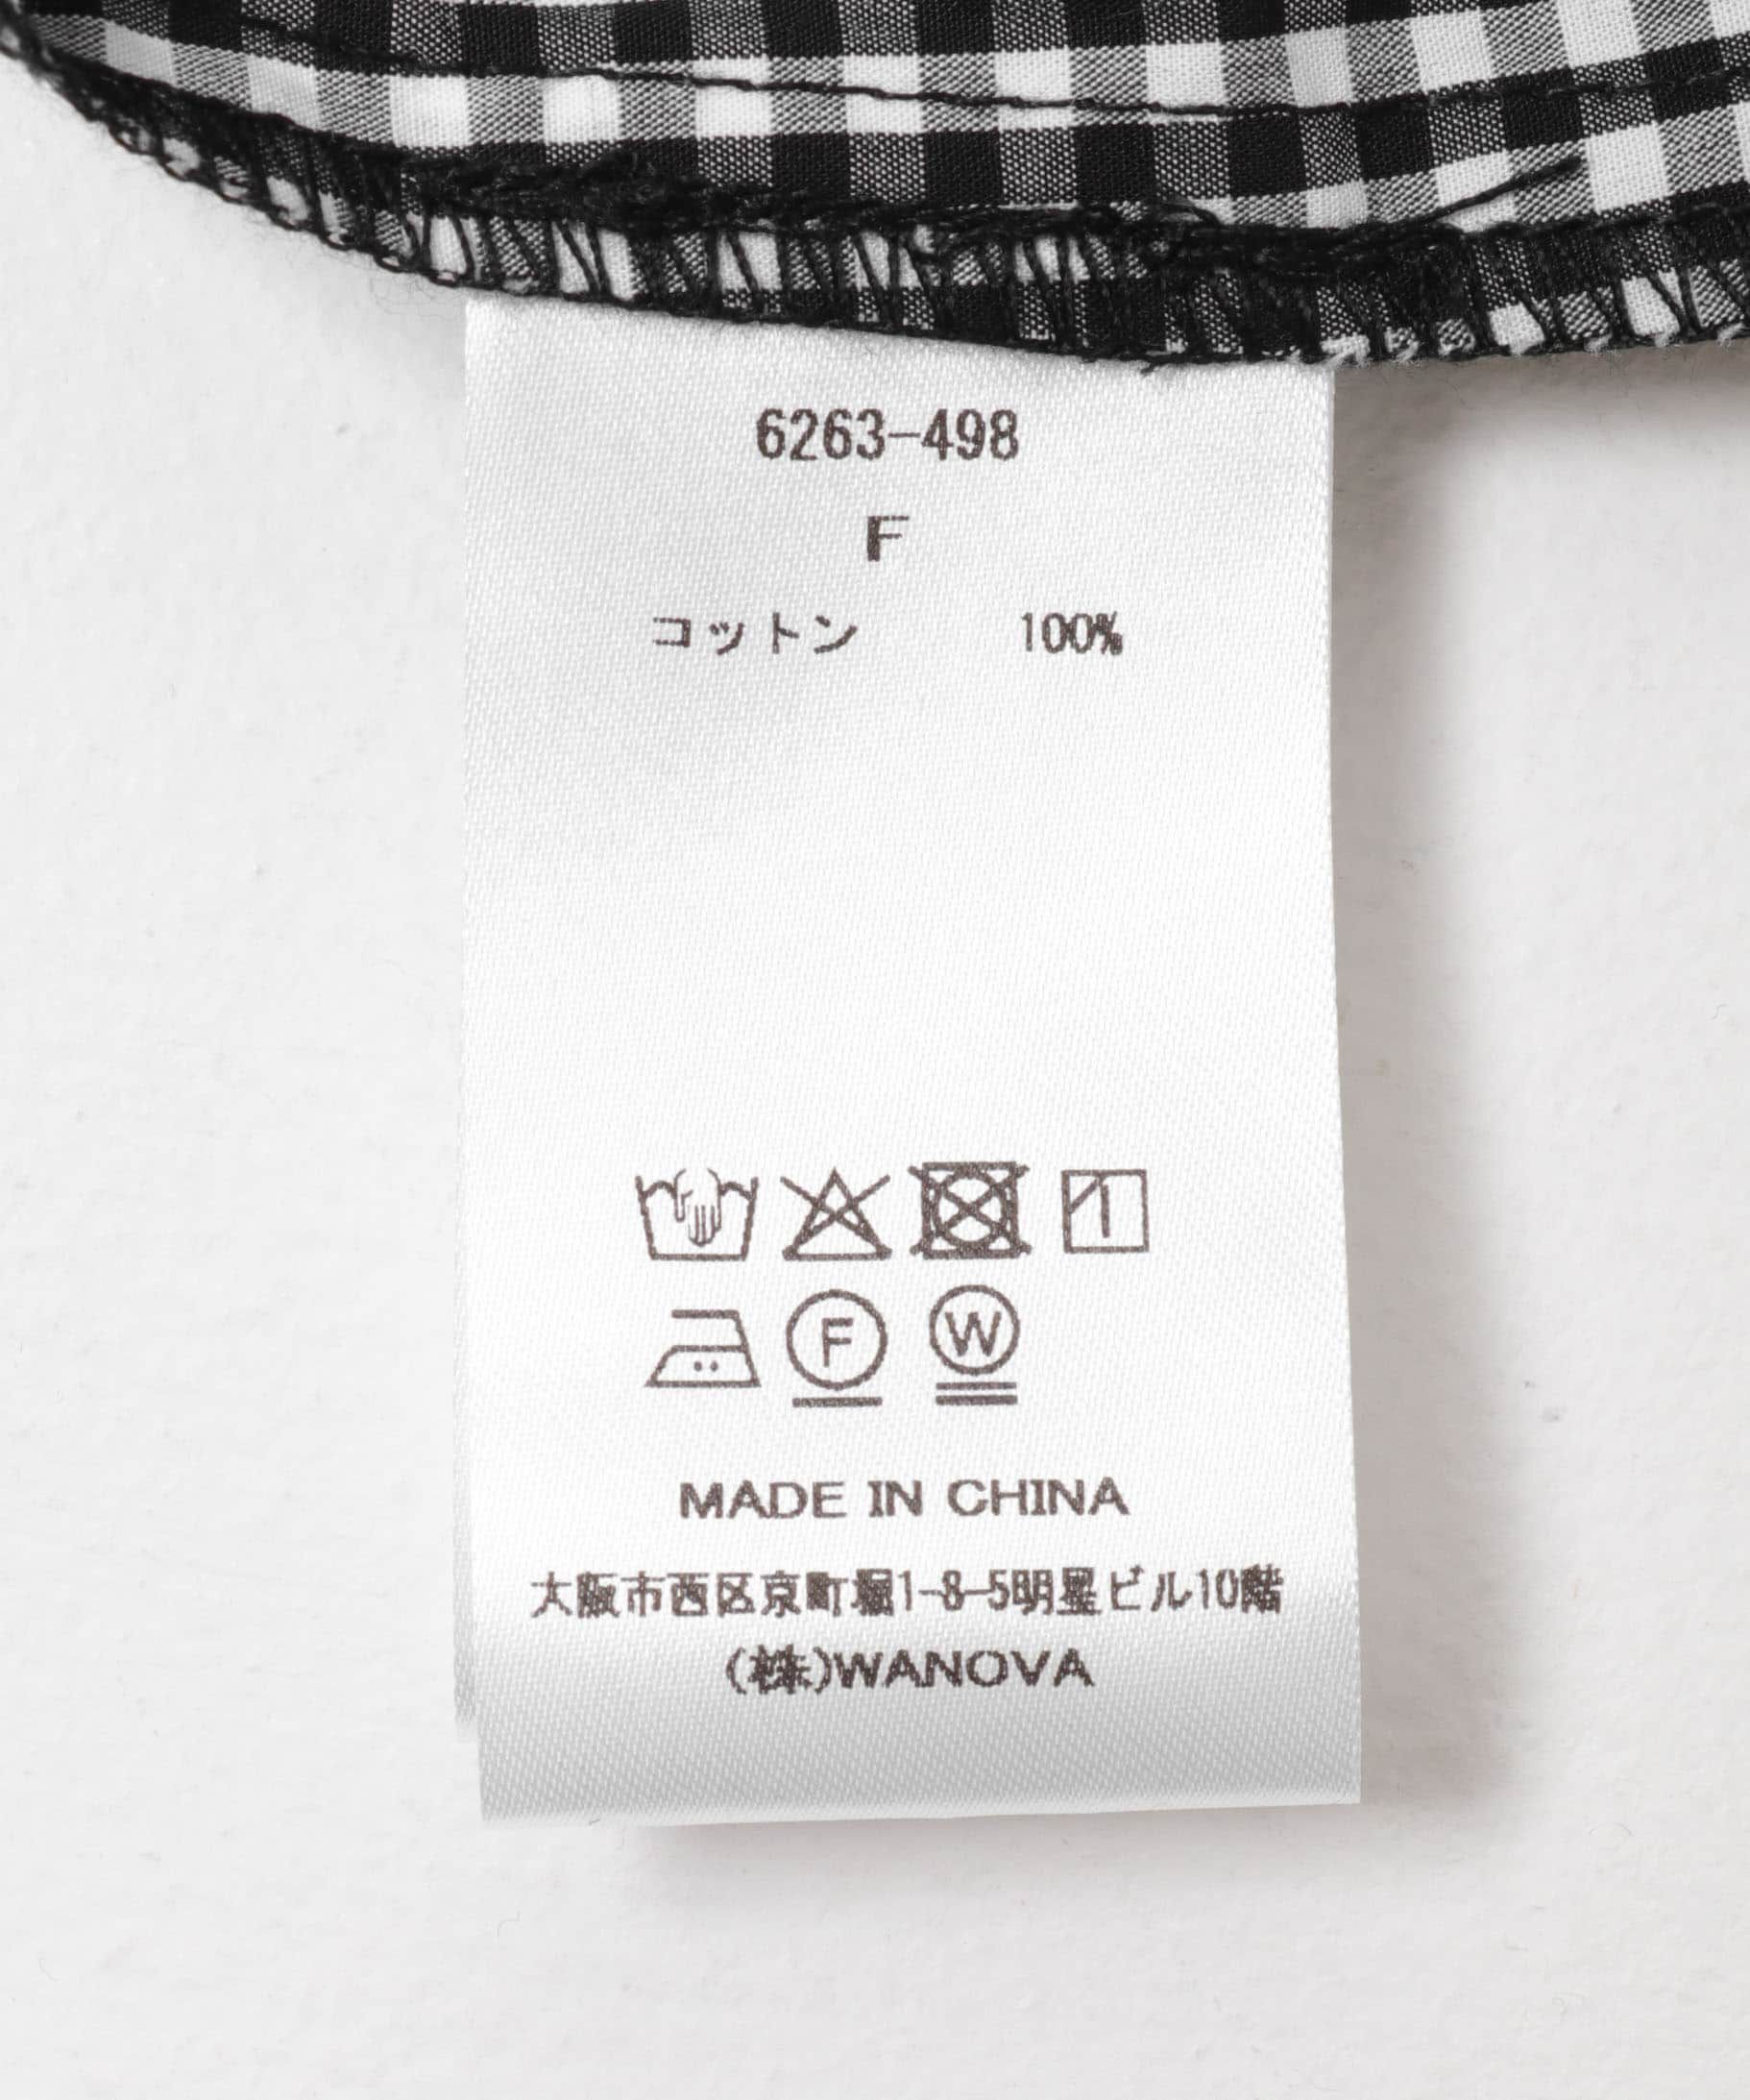 6263-498
F
コットン 100%
F W
MADE IN CHINA
大阪市西区京町堀1-8-5明星ビル10階
(株)WANOVA